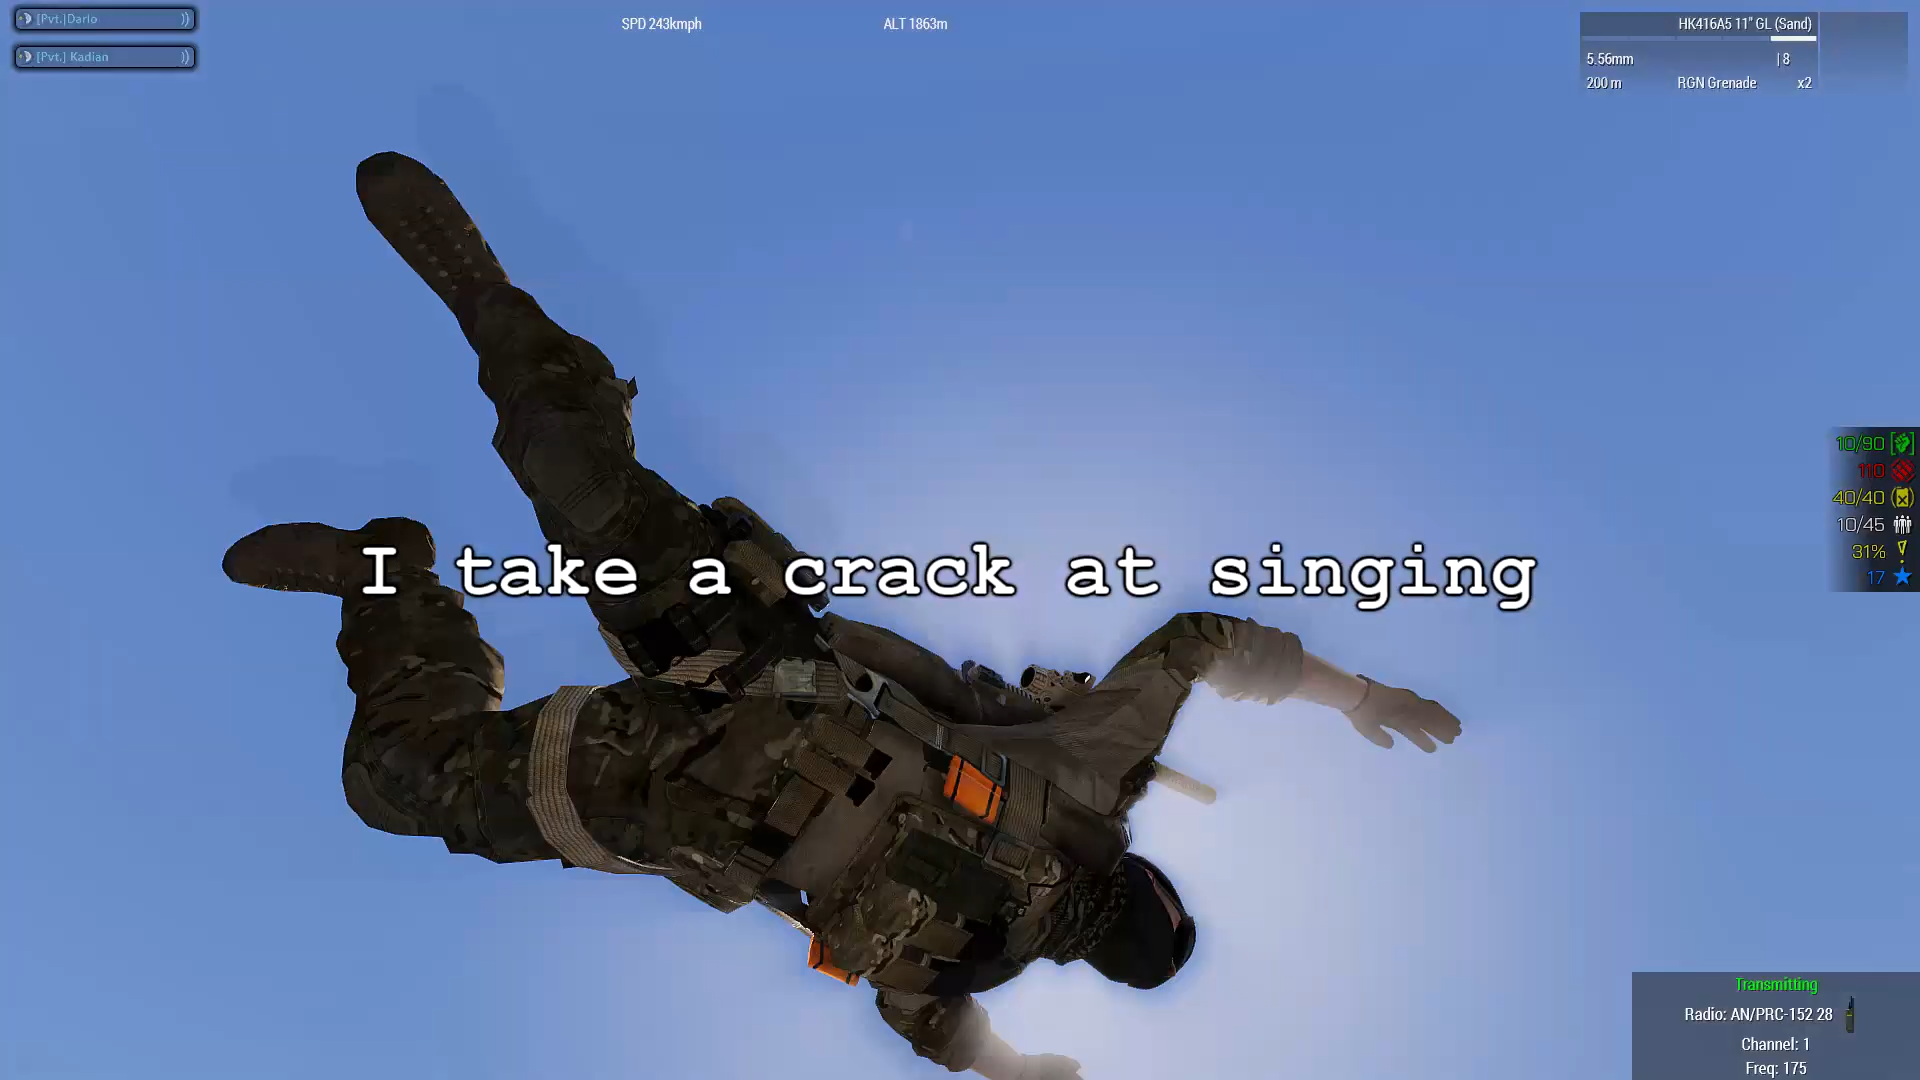 [Pvt.]Dario ))
[Pvt.] Kadian ))
SPD 243kmph
ALT 1863m
HK416A5 11" GL (Sand)
5.56mm | 8
200 m RGN Grenade x2
I take a crack at singing
10/90
110
40/40
10/45
31%
17
Transmitting
Radio: AN/PRC-152 28
Channel: 1
Freq: 175